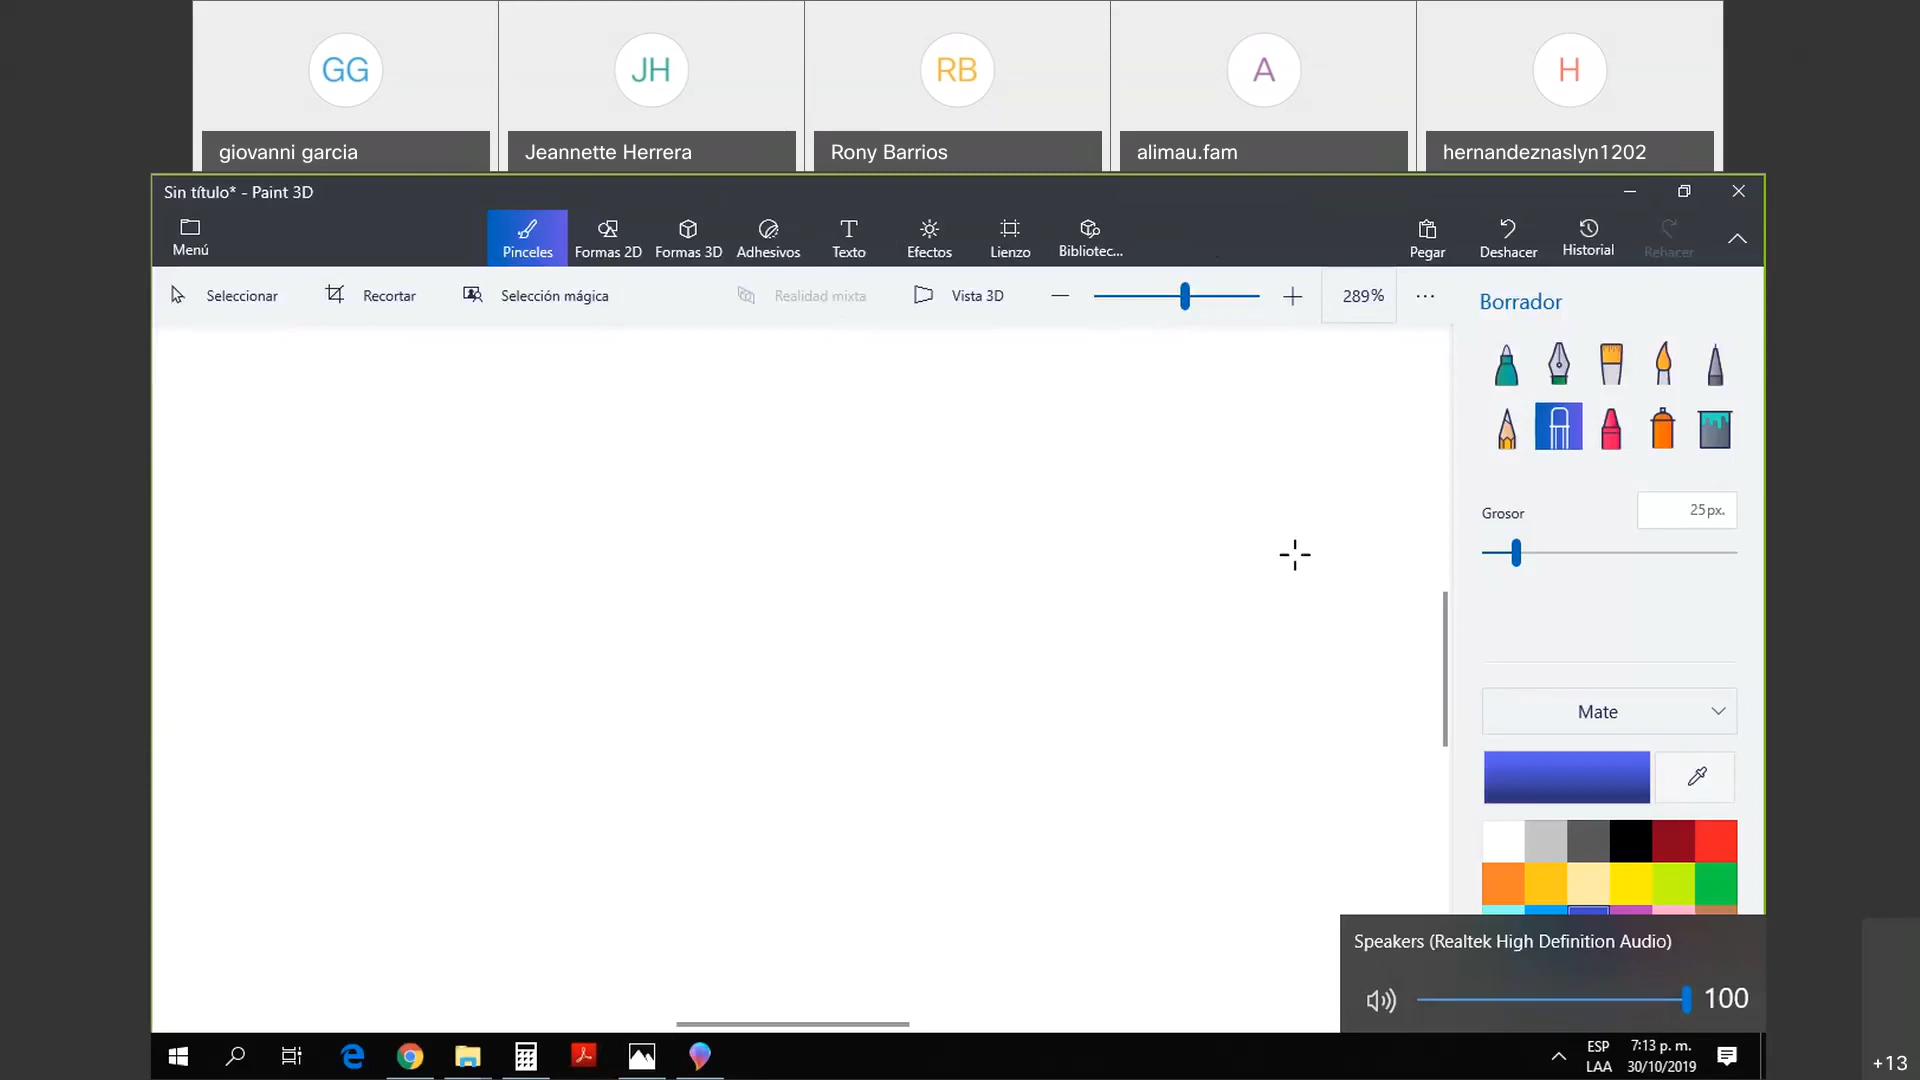 GG
JH
RB
A
H
giovanni garcia
Jeannette Herrera
Rony Barrios
alimau.fam
hernandeznaslyn1202
Sin título* - Paint 3D
Menú
Pinceles
Formas 2D
Formas 3D
Adhesivos
Texto
Efectos
Lienzo
Bibliotec...
Pegar
Deshacer
Historial
Rehacer
Seleccionar
Recortar
Selección mágica
Realidad mixta
Vista 3D
289%
Borrador
Grosor
25px.
Mate
Speakers (Realtek High Definition Audio)
100
ESP
LAA
7:13 p. m.
30/10/2019
+13